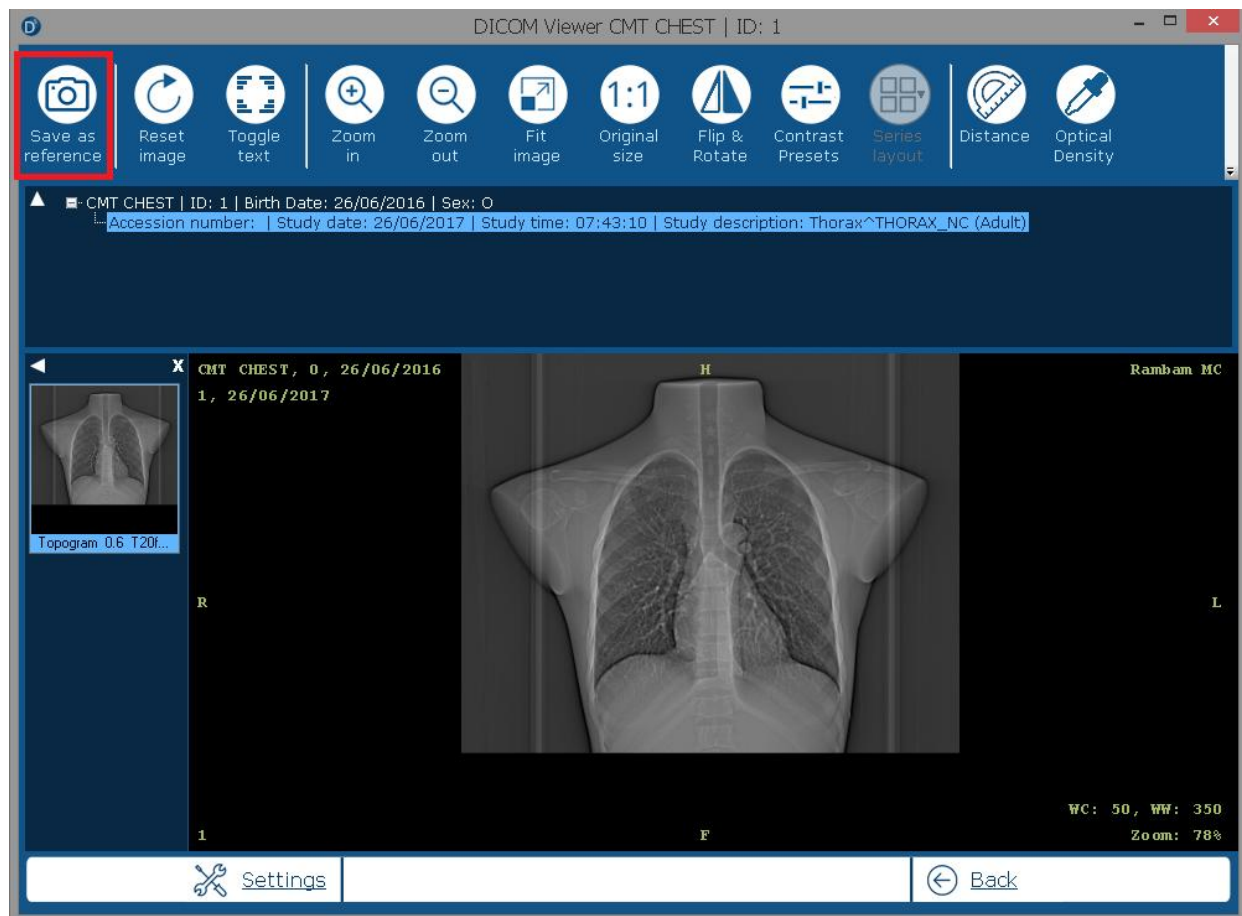 DICOM Viewer CMT CHEST | ID: 1
Save as reference
Reset image
Toggle text
Zoom in
Zoom out
Fit image
1:1
Original size
Flip & Rotate
Contrast Presets
Series layout
Distance
Optical Density
CMT CHEST | ID: 1 | Birth Date: 26/06/2016 | Sex: O
Accession number: | Study date: 26/06/2017 | Study time: 07:43:10 | Study description: Thorax^THORAX_NC (Adult)
X
Topogram 0.6 T20f...
CMT CHEST, 0, 26/06/2016
1, 26/06/2017
H
Rambam MC
R
L
WC: 50, WW: 350
1
F
Zoom: 78%
Settings
Back